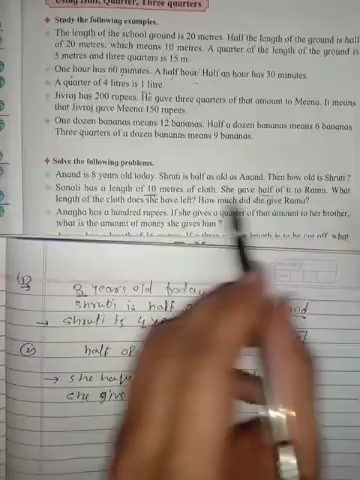 Using Half, Quarter, Three quarters
Study the following examples.
The length of the school ground is 20 metres. Half the length of the ground is half
of 20 metres, which means 10 metres. A quarter of the length of the ground is
5 metres and three quarters is 15 m.
One hour has 60 minutes. A half hour/ Half an hour has 30 minutes.
A quarter of 4 litres is 1 litre.
Jivraj has 200 rupees. He gave three quarters of that amount to Meena. It means
that Jivraj gave Meena 150 rupees.
One dozen bananas means 12 bananas. Half a dozen bananas means 6 bananas.
Three quarters of a dozen bananas means 9 bananas.
Solve the following problems.
Anand is 8 years old today. Shruti is half as old as Anand. Then how old is Shruti ?
Sonali has a length of 10 metres of cloth. She gave half of it to Ramu. What
length of the cloth does she have left? How much did she give Ramu?
Anagha has a hundred rupees. If she gives a quarter of that amount to her brother,
what is the amount of money she gives him ?
length is to be cut off, what
years old today
shruti is half
→ shruti is 4
half of
→ she
she give